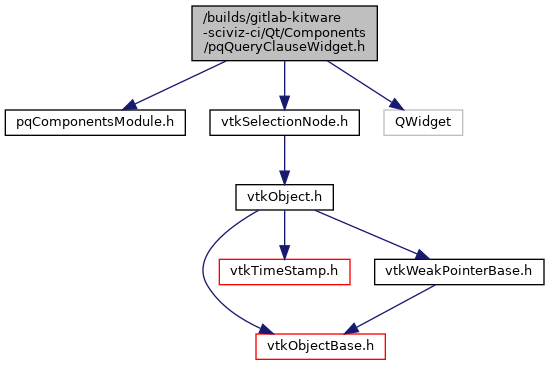 /builds/gitlab-kitware
-sciviz-ci/Qt/Components
/pqQueryClauseWidget.h
pqComponentsModule.h
vtkSelectionNode.h
QWidget
vtkObject.h
vtkTimeStamp.h
vtkWeakPointerBase.h
vtkObjectBase.h